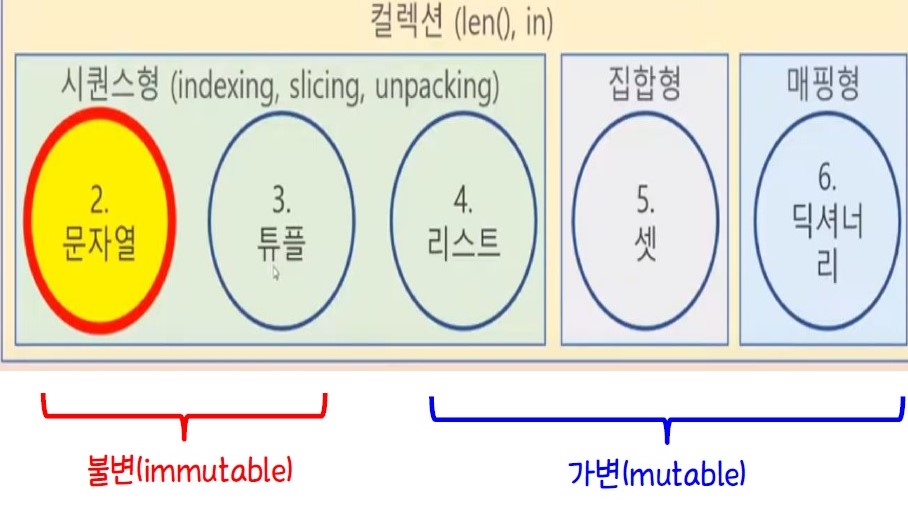 컬렉션 (len(), in)
시퀀스형 (indexing, slicing, unpacking)
집합형
매핑형
2.
문자열
3.
튜플
4.
리스트
5.
셋
6.
딕셔너
리
불변(immutable)
가변(mutable)